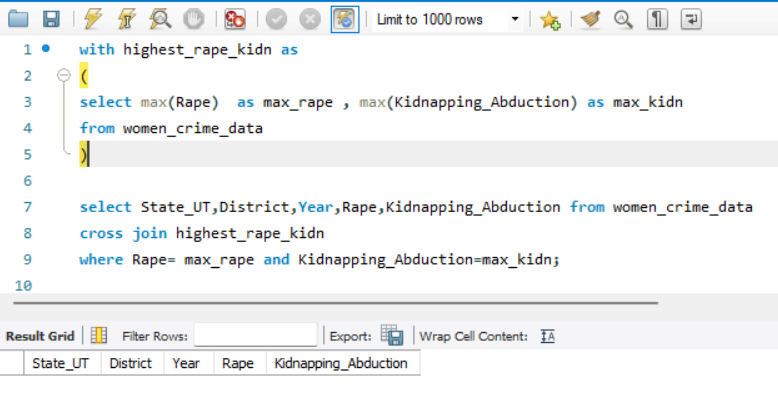 Limit to 1000 rows
1 with highest_rape_kidn as
2 (
3 select max(Rape)  as max_rape , max(Kidnapping_Abduction) as max_kidn
4 from women_crime_data
5 )
6
7 select State_UT,District,Year,Rape,Kidnapping_Abduction from women_crime_data
8 cross join highest_rape_kidn
9 where Rape= max_rape and Kidnapping_Abduction=max_kidn;
10
Result Grid Filter Rows: Export: Wrap Cell Content:
State_UT District Year Rape Kidnapping_Abduction